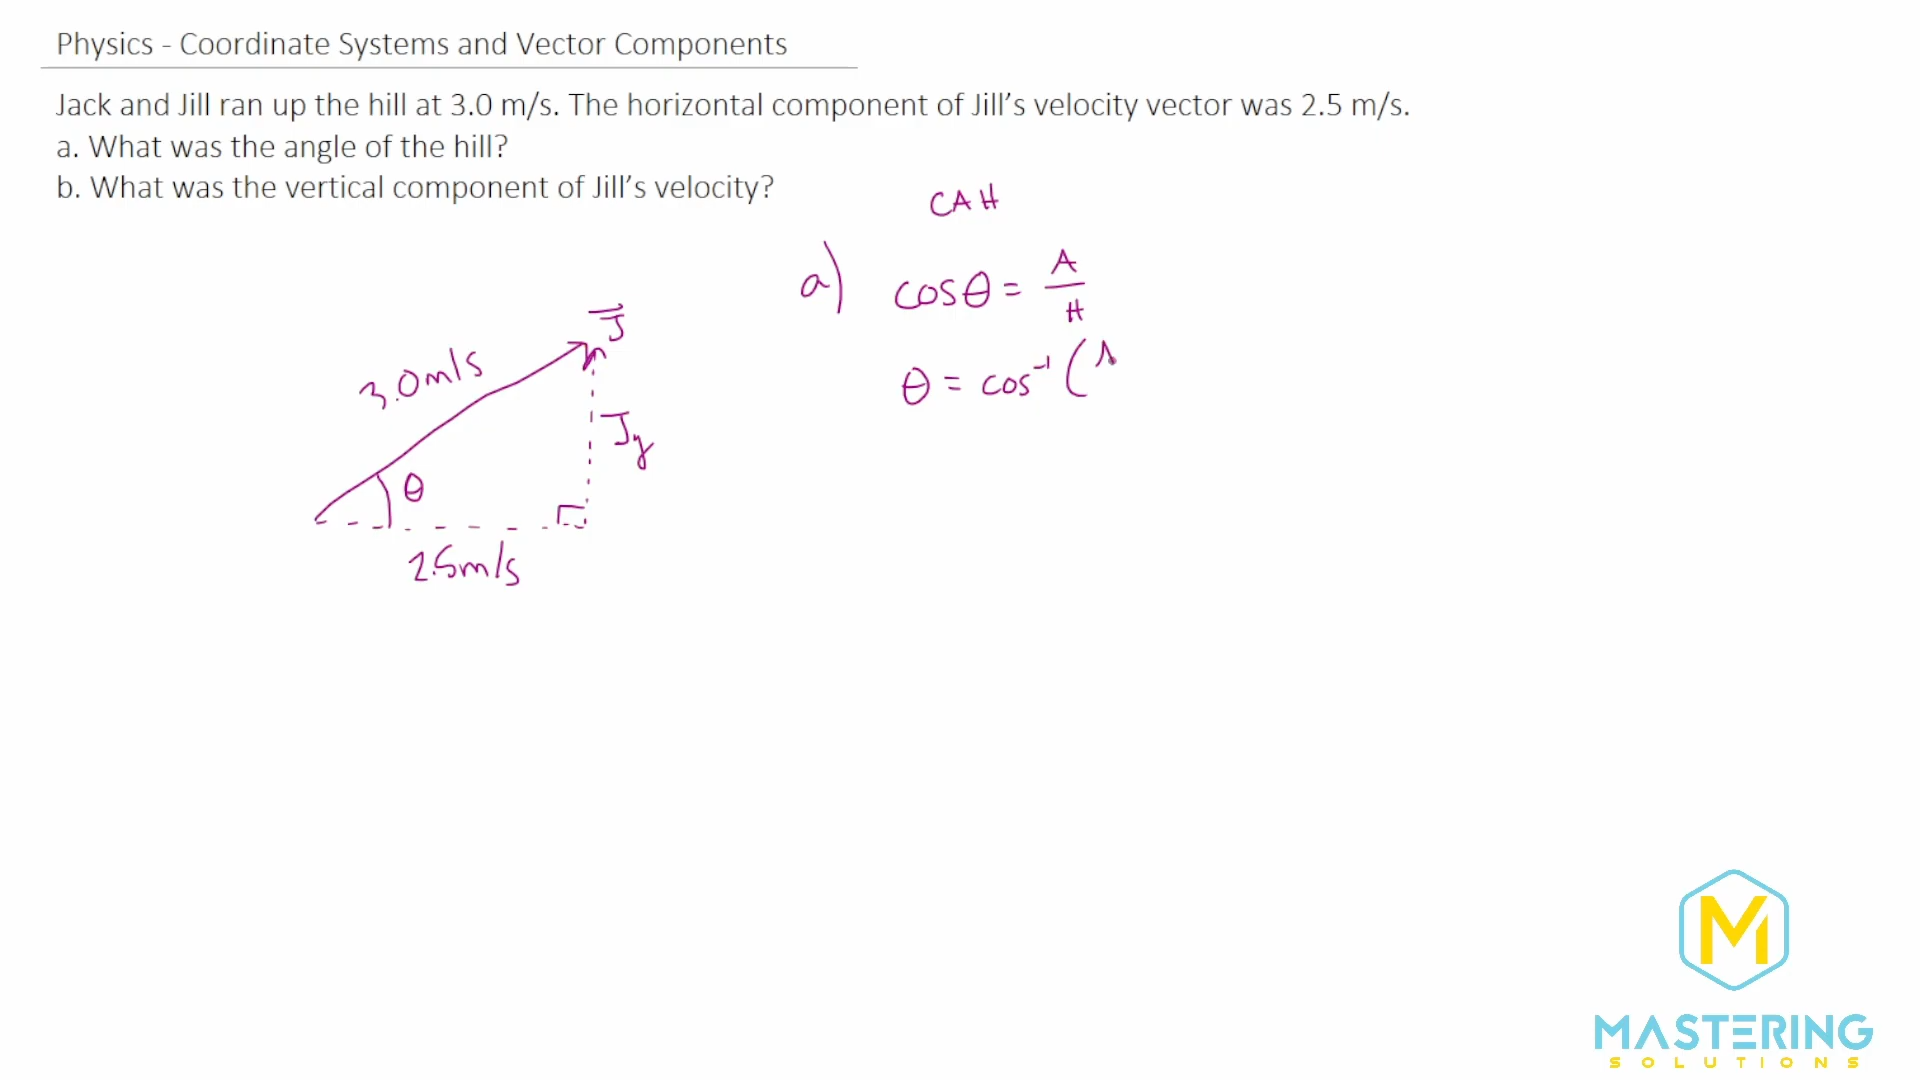 Physics - Coordinate Systems and Vector Components
Jack and Jill ran up the hill at 3.0 m/s. The horizontal component of Jill’s velocity vector was 2.5 m/s.
a. What was the angle of the hill?
b. What was the vertical component of Jill’s velocity?
CAH
a) cosθ = A/H
θ = cos⁻¹ (
J⃗
3.0m/s
Jy
θ
2.5m/s
M
MASTERING
SOLUTIONS